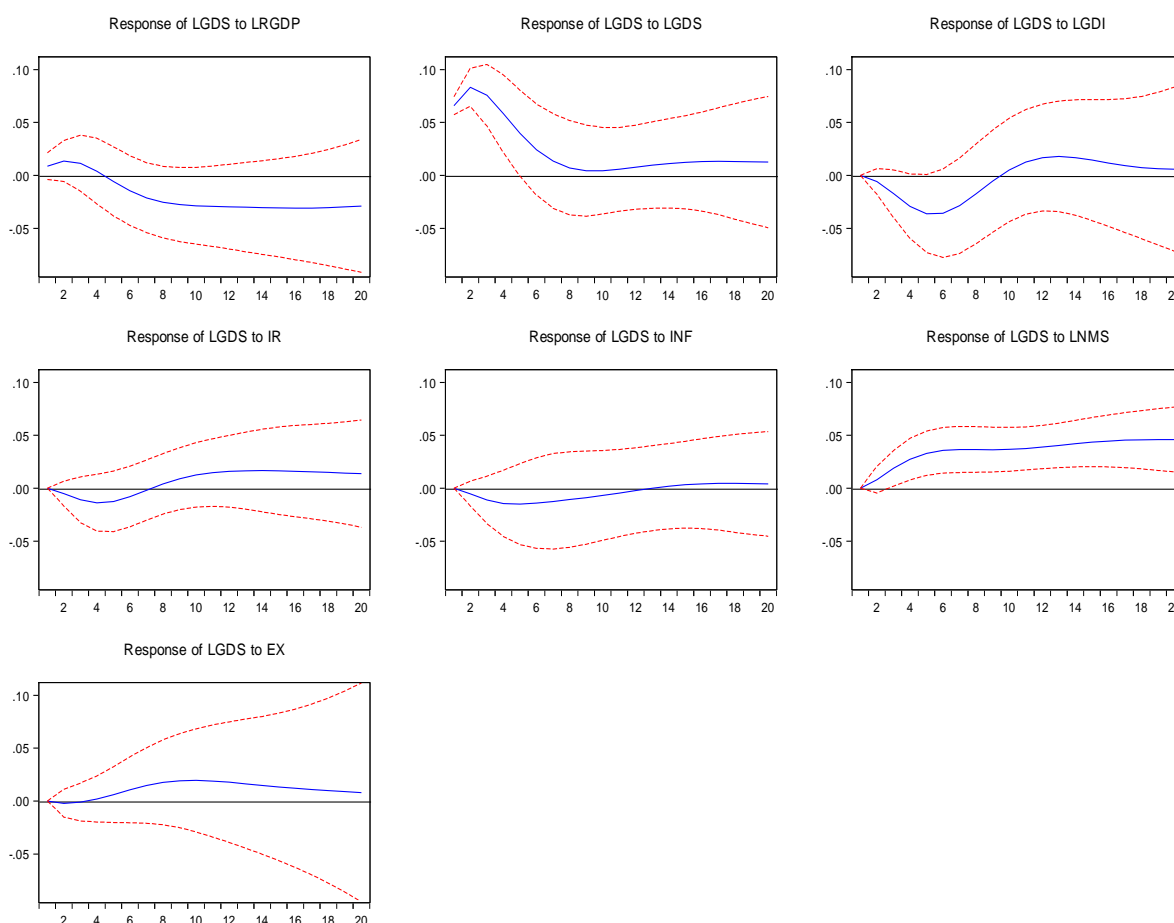 Response of LGDS to LRGDP
Response of LGDS to LGDS
Response of LGDS to LGDI
.10
.05
.00
-.05
2 4 6 8 10 12 14 16 18 20
.10
.05
.00
-.05
2 4 6 8 10 12 14 16 18 20
.10
.05
.00
-.05
2 4 6 8 10 12 14 16 18 2
Response of LGDS to IR
Response of LGDS to INF
Response of LGDS to LNMS
.10
.05
.00
-.05
2 4 6 8 10 12 14 16 18 20
.10
.05
.00
-.05
2 4 6 8 10 12 14 16 18 20
.10
.05
.00
-.05
2 4 6 8 10 12 14 16 18 2
Response of LGDS to EX
.10
.05
.00
-.05
2 4 6 8 10 12 14 16 18 20